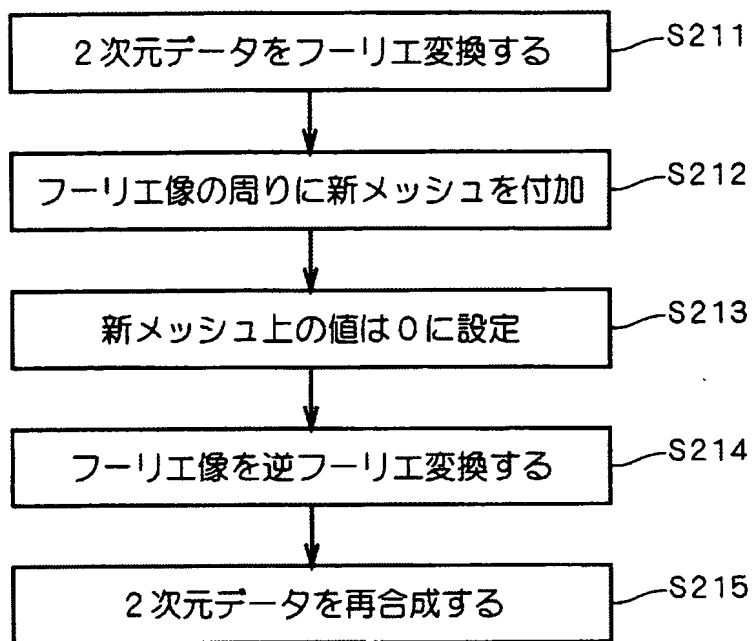 2次元データをフーリエ変換する
S211
フーリエ像の周りに新メッシュを付加
S212
新メッシュ上の値は0に設定
S213
フーリエ像を逆フーリエ変換する
S214
2次元データを再合成する
S215